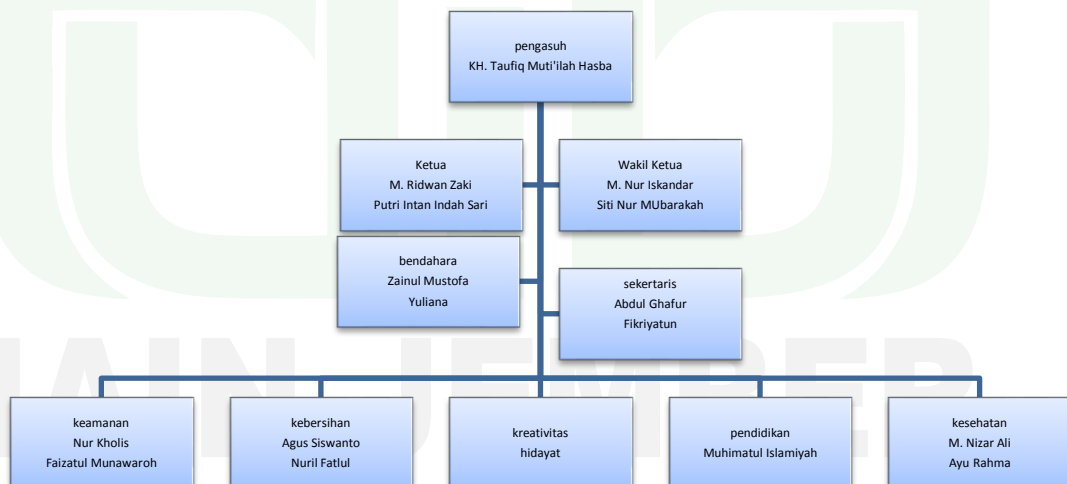 pengasuh
KH. Taufiq Muti'ilah Hasba
Ketua
M. Ridwan Zaki
Putri Intan Indah Sari
Wakil Ketua
M. Nur Iskandar
Siti Nur MUbarakah
bendahara
Zainul Mustofa
Yuliana
sekertaris
Abdul Ghafur
Fikriyatun
keamanan
Nur Kholis
Faizatul Munawaroh
kebersihan
Agus Siswanto
Nuril Fatlul
kreativitas
hidayat
pendidikan
Muhimatul Islamiyah
kesehatan
M. Nizar Ali
Ayu Rahma
IAIN JEMBER